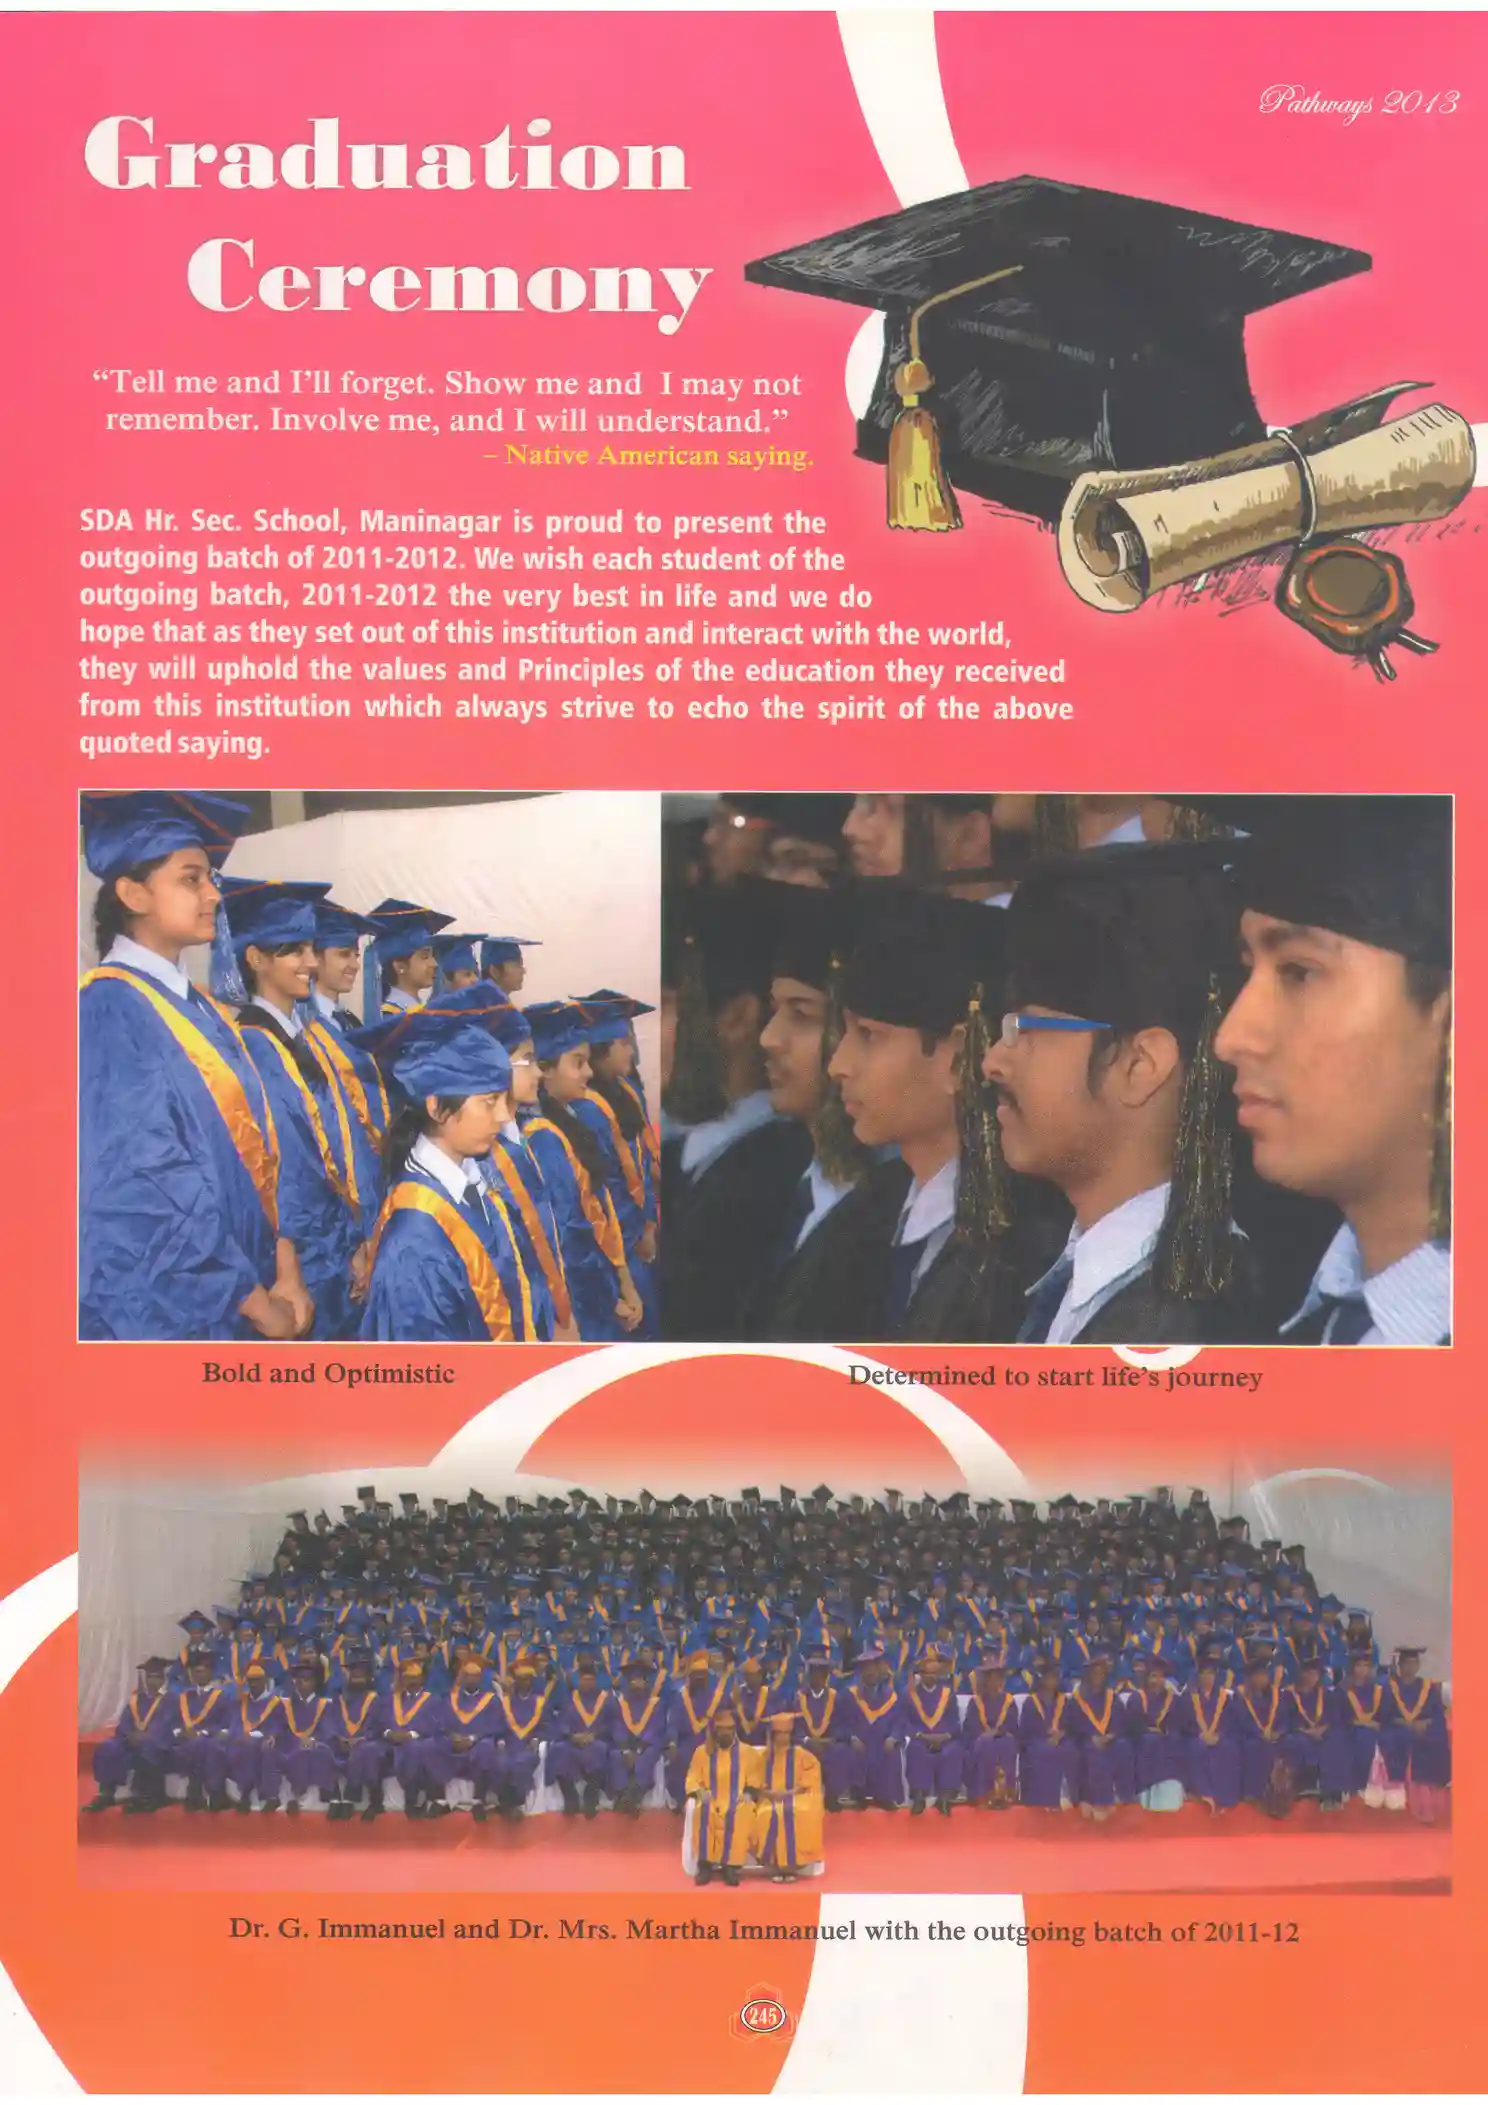 Pathways 2013
Graduation
Ceremony
“Tell me and I’ll forget. Show me and I may not
remember. Involve me, and I will understand.”
– Native American saying.
SDA Hr. Sec. School, Maninagar is proud to present the
outgoing batch of 2011-2012. We wish each student of the
outgoing batch, 2011-2012 the very best in life and we do
hope that as they set out of this institution and interact with the world,
they will uphold the values and Principles of the education they received
from this institution which always strive to echo the spirit of the above
quoted saying.
Bold and Optimistic
Determined to start life’s journey
Dr. G. Immanuel and Dr. Mrs. Martha Immanuel with the outgoing batch of 2011-12
245